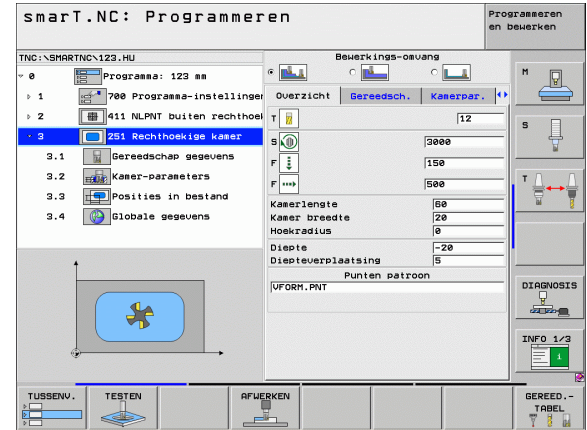 smarT.NC: Programmeren
Programmeren
en bewerken
TNC:\SMARTNC\123.HU
0 Programma: 123 mm
1 700 Programma-instellingen
2 411 NLPNT buiten rechthoek
3 251 Rechthoekige kamer
3.1 Gereedschap gegevens
3.2 Kamer-parameters
3.3 Posities in bestand
3.4 Globale gegevens
Bewerkings-omvang
Overzicht Gereedsch. Kamerpar.
T 12
S 3000
F 150
F 500
Kamerlengte 60
Kamer breedte 20
Hoekradius 0
Diepte -20
Diepteverplaatsing 5
Punten patroon
VFORM.PNT
M
S
T
DIAGNOSIS
INFO 1/3
TUSSENV.
TESTEN
AFWERKEN
GEREED.-
TABEL